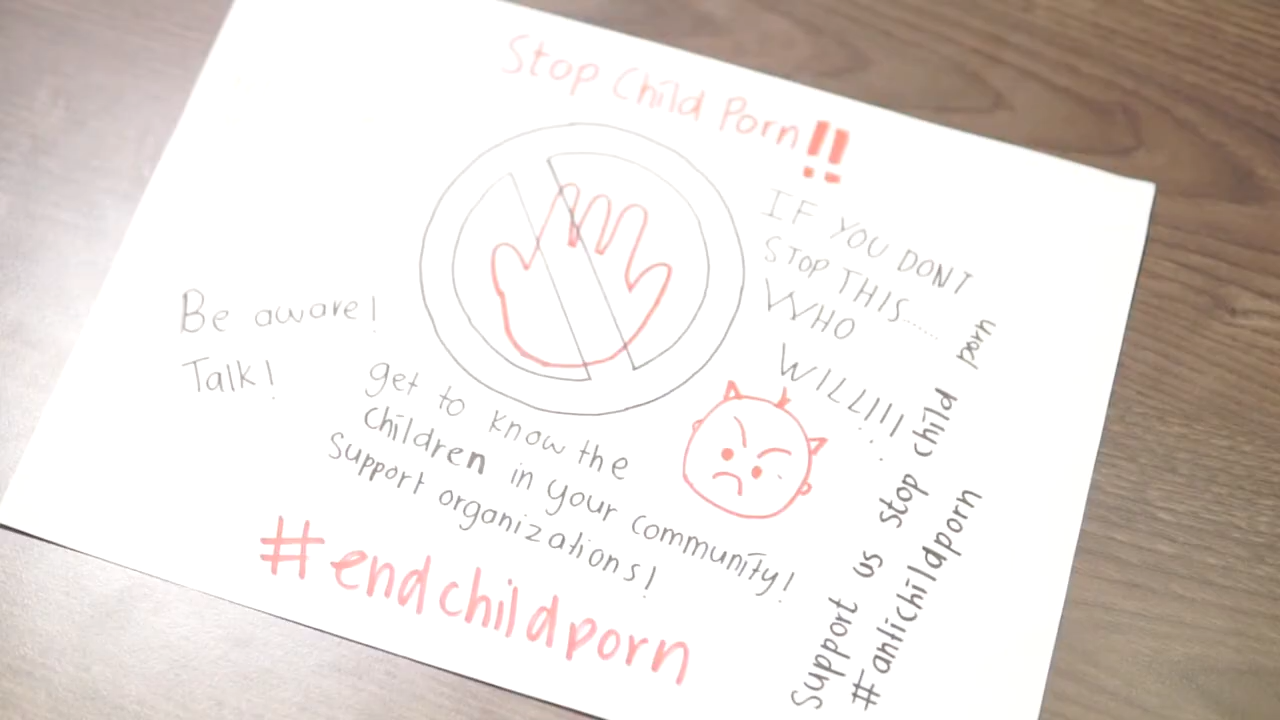 Stop Child Porn!!
IF YOU DONT
STOP THIS......
WHO
WILL!!!
Be aware!
Talk!
get to know the
children in your community!
Support organizations!
#endchildporn
Support us stop child porn
#antichildporn